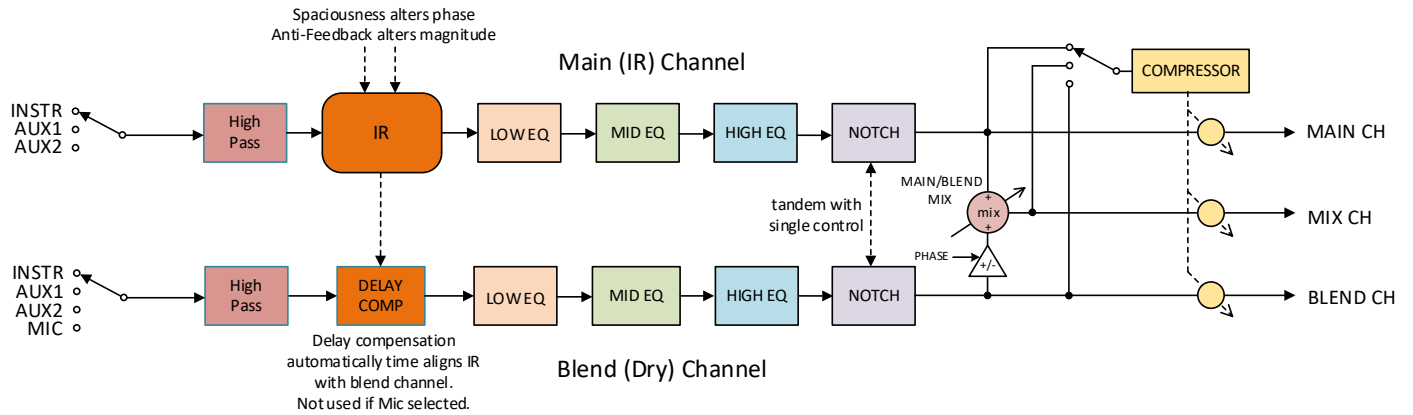 Spaciousness alters phase
Anti-Feedback alters magnitude
Main (IR) Channel
INSTR
AUX1
AUX2
High
Pass
IR
LOW EQ
MID EQ
HIGH EQ
NOTCH
COMPRESSOR
MAIN CH
MAIN/BLEND
MIX
+
mix
+
MIX CH
tandem with
single control
PHASE
+/-
INSTR
AUX1
AUX2
MIC
High
Pass
DELAY
COMP
LOW EQ
MID EQ
HIGH EQ
NOTCH
BLEND CH
Delay compensation
automatically time aligns IR
with blend channel.
Not used if Mic selected.
Blend (Dry) Channel